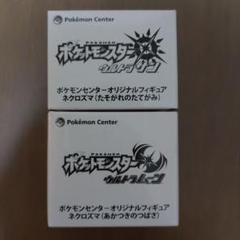 Pokémon Center
POCKET MONSTERS
ポケットモンスター
ウルトラサン
ポケモンセンターオリジナルフィギュア
ネクロズマ(たそがれのたてがみ)
Pokémon Center
ポケットモンスター
ウルトラムーン
ポケモンセンターオリジナルフィギュア
ネクロズマ(あかつきのつばさ)